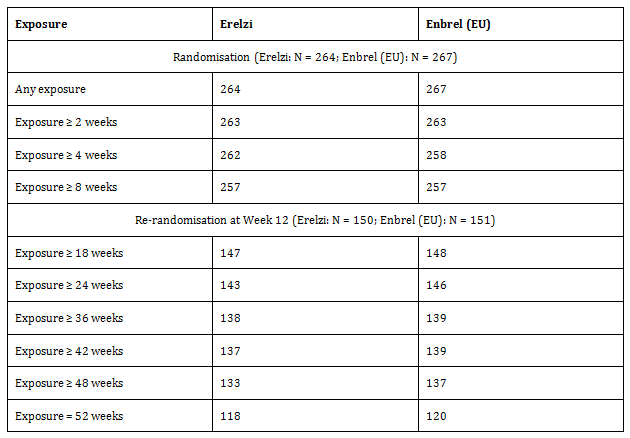 Exposure Erelzi Enbrel (EU)
Randomisation (Erelzi: N = 264; Enbrel (EU): N = 267)
Any exposure 264 267
Exposure ≥ 2 weeks 263 263
Exposure ≥ 4 weeks 262 258
Exposure ≥ 8 weeks 257 257
Re-randomisation at Week 12 (Erelzi: N = 150; Enbrel (EU): N = 151)
Exposure ≥ 18 weeks 147 148
Exposure ≥ 24 weeks 143 146
Exposure ≥ 36 weeks 138 139
Exposure ≥ 42 weeks 137 139
Exposure ≥ 48 weeks 133 137
Exposure = 52 weeks 118 120